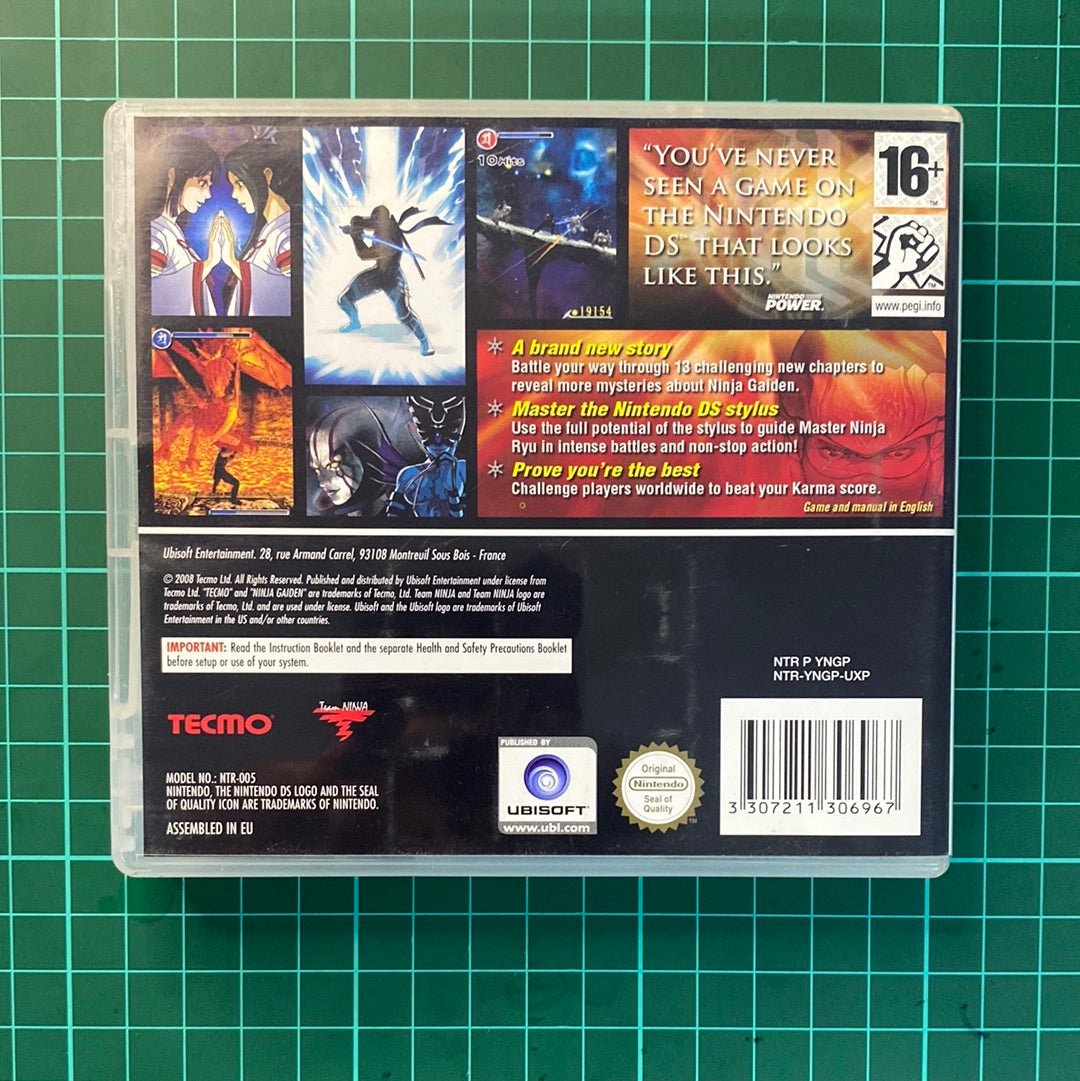 10Hits
19154
“YOU'VE NEVER
SEEN A GAME ON
THE NINTENDO
DS™ THAT LOOKS
LIKE THIS.”
NINTENDO
POWER.
16+
TM
TM
www.pegi.info
A brand new story
Battle your way through 13 challenging new chapters to
reveal more mysteries about Ninja Gaiden.
Master the Nintendo DS stylus
Use the full potential of the stylus to guide Master Ninja
Ryu in intense battles and non-stop action!
Prove you're the best
Challenge players worldwide to beat your Karma score.
Game and manual in English
Ubisoft Entertainment. 28, rue Armand Carrel, 93108 Montreuil Sous Bois - France
© 2008 Tecmo Ltd. All Rights Reserved. Published and distributed by Ubisoft Entertainment under license from
Tecmo Ltd. "TECMO" and "NINJA GAIDEN" are trademarks of Tecmo, Ltd. Team NINJA and Team NINJA logo are
trademarks of Tecmo, Ltd. and are used under license. Ubisoft and the Ubisoft logo are trademarks of Ubisoft
Entertainment in the US and/or other countries.
IMPORTANT: Read the Instruction Booklet and the separate Health and Safety Precautions Booklet
before setup or use of your system.
NTR P YNGP
NTR-YNGP-UXP
TECMO
Team NINJA
MODEL NO.: NTR-005
NINTENDO, THE NINTENDO DS LOGO AND THE SEAL
OF QUALITY ICON ARE TRADEMARKS OF NINTENDO.
ASSEMBLED IN EU
PUBLISHED BY
UBISOFT
www.ubi.com
Original
Nintendo
Seal of
Quality
TM
3 307211 306967